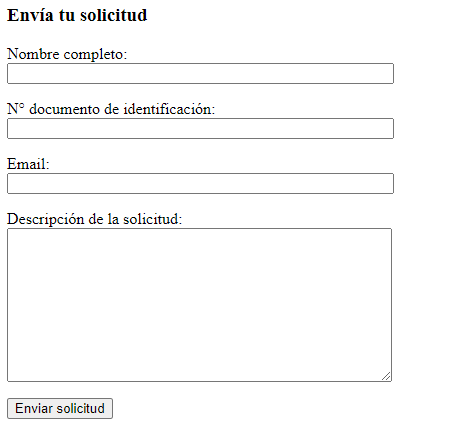 Envía tu solicitud
Nombre completo:
N° documento de identificación:
Email:
Descripción de la solicitud:
Enviar solicitud